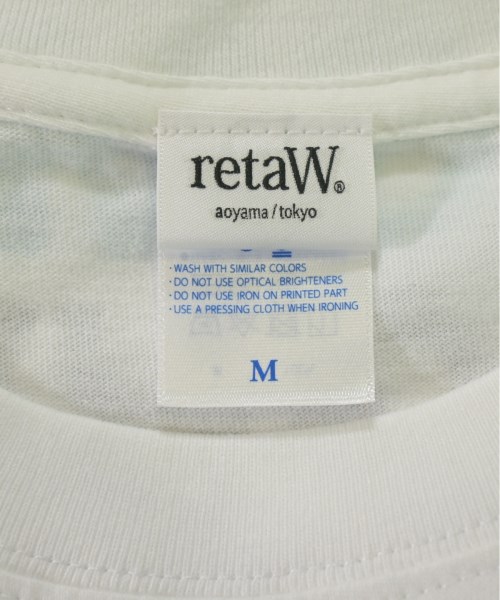 retaW®
aoyama/tokyo
・WASH WITH SIMILAR COLORS
・DO NOT USE OPTICAL BRIGHTENERS
・DO NOT USE IRON ON PRINTED PART
・USE A PRESSING CLOTH WHEN IRONING
M